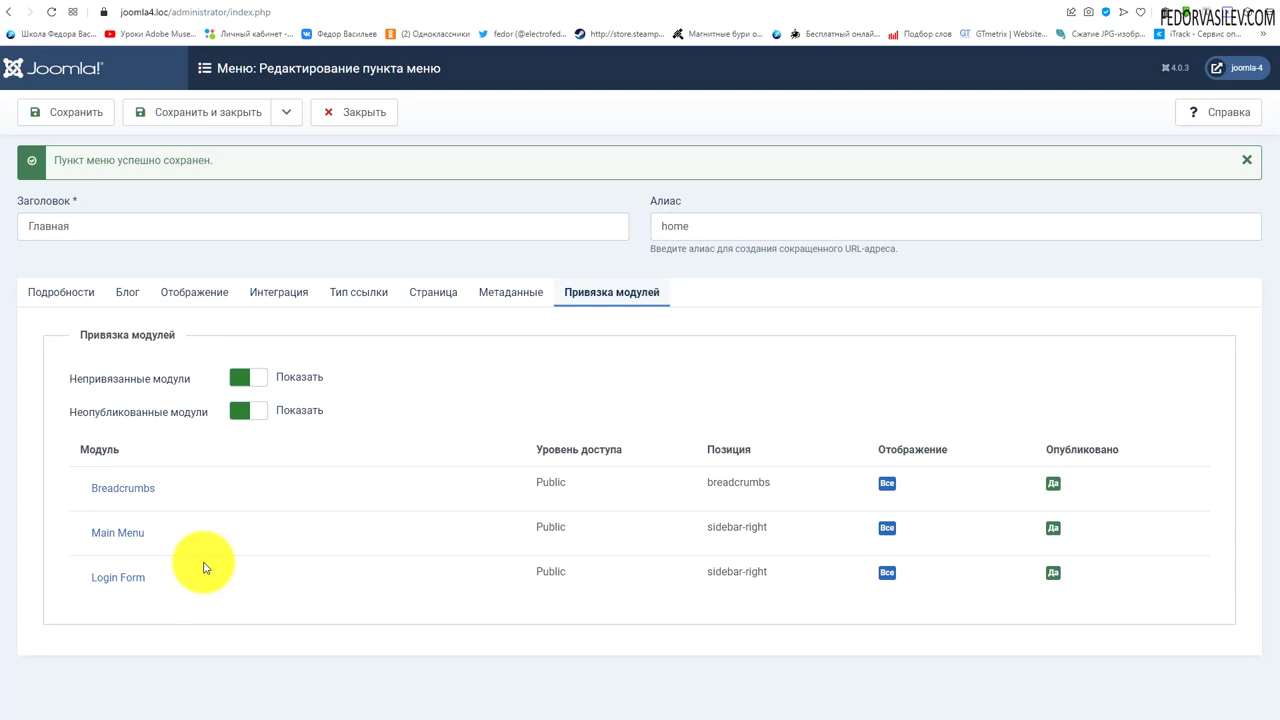 joomla4.loc/administrator/index.php
FEDORVASILEV.COM
Школа Федора Вас... Уроки Adobe Muse... Личный кабинет -... Федор Васильев (2) Одноклассники fedor (@electrofed... http://store.steamp... Магнитные бури о... Бесплатный онлай... Подбор слов GTmetrix | Website... Сжатие JPG-изобр... iTrack - Сервис оп...
Joomla! Меню: Редактирование пункта меню 4.0.3 joomla-4
Сохранить Сохранить и закрыть Закрыть ? Справка
Пункт меню успешно сохранен.
Заголовок * Алиас
Главная home
Введите алиас для создания сокращенного URL-адреса.
Подробности Блог Отображение Интеграция Тип ссылки Страница Метаданные Привязка модулей
Привязка модулей
Непривязанные модули Показать
Неопубликованные модули Показать
Модуль Уровень доступа Позиция Отображение Опубликовано
Breadcrumbs Public breadcrumbs Все Да
Main Menu Public sidebar-right Все Да
Login Form Public sidebar-right Все Да